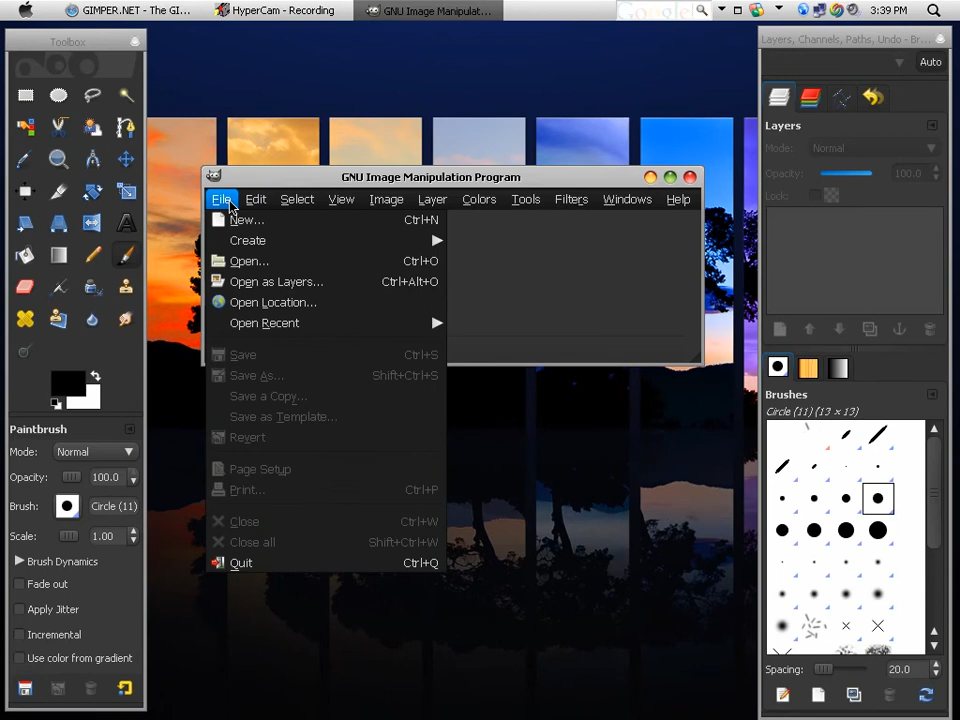 GIMPER.NET - The GI...
HyperCam - Recording
GNU Image Manipulat...
Google
3:39 PM
Toolbox
Layers, Channels, Paths, Undo - Br...
Auto
Layers
Mode: Normal
Opacity: 100.0
Lock:
GNU Image Manipulation Program
File Edit Select View Image Layer Colors Tools Filters Windows Help
New... Ctrl+N
Create
Open... Ctrl+O
Open as Layers... Ctrl+Alt+O
Open Location...
Open Recent
Save Ctrl+S
Save As... Shift+Ctrl+S
Save a Copy...
Save as Template...
Revert
Page Setup
Print... Ctrl+P
Close Ctrl+W
Close all Shift+Ctrl+W
Quit Ctrl+Q
Paintbrush
Mode: Normal
Opacity: 100.0
Brush: Circle (11)
Scale: 1.00
Brush Dynamics
Fade out
Apply Jitter
Incremental
Use color from gradient
Brushes
Circle (11) (13 × 13)
Spacing: 20.0